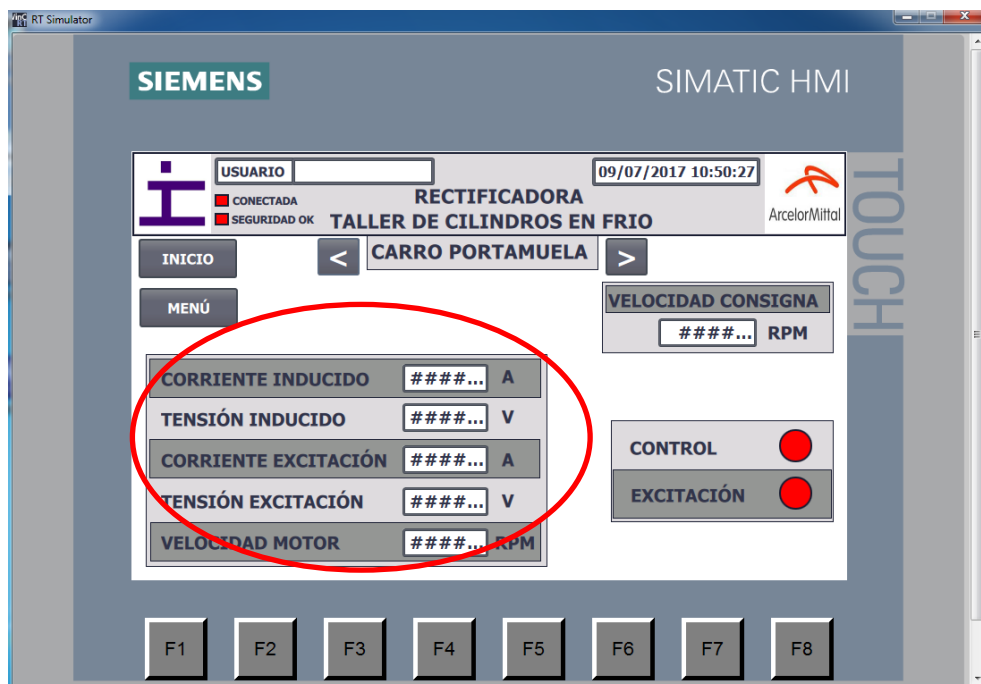 RT Simulator
SIEMENS
SIMATIC HMI
TOUCH
USUARIO
09/07/2017 10:50:27
CONECTADA
RECTIFICADORA
SEGURIDAD OK
TALLER DE CILINDROS EN FRIO
ArcelorMittal
INICIO
<
CARRO PORTAMUELA
>
MENÚ
VELOCIDAD CONSIGNA
####... RPM
CORRIENTE INDUCIDO ####... A
TENSIÓN INDUCIDO ####... V
CORRIENTE EXCITACIÓN ####... A
TENSIÓN EXCITACIÓN ####... V
VELOCIDAD MOTOR ####... RPM
CONTROL
EXCITACIÓN
F1 F2 F3 F4 F5 F6 F7 F8